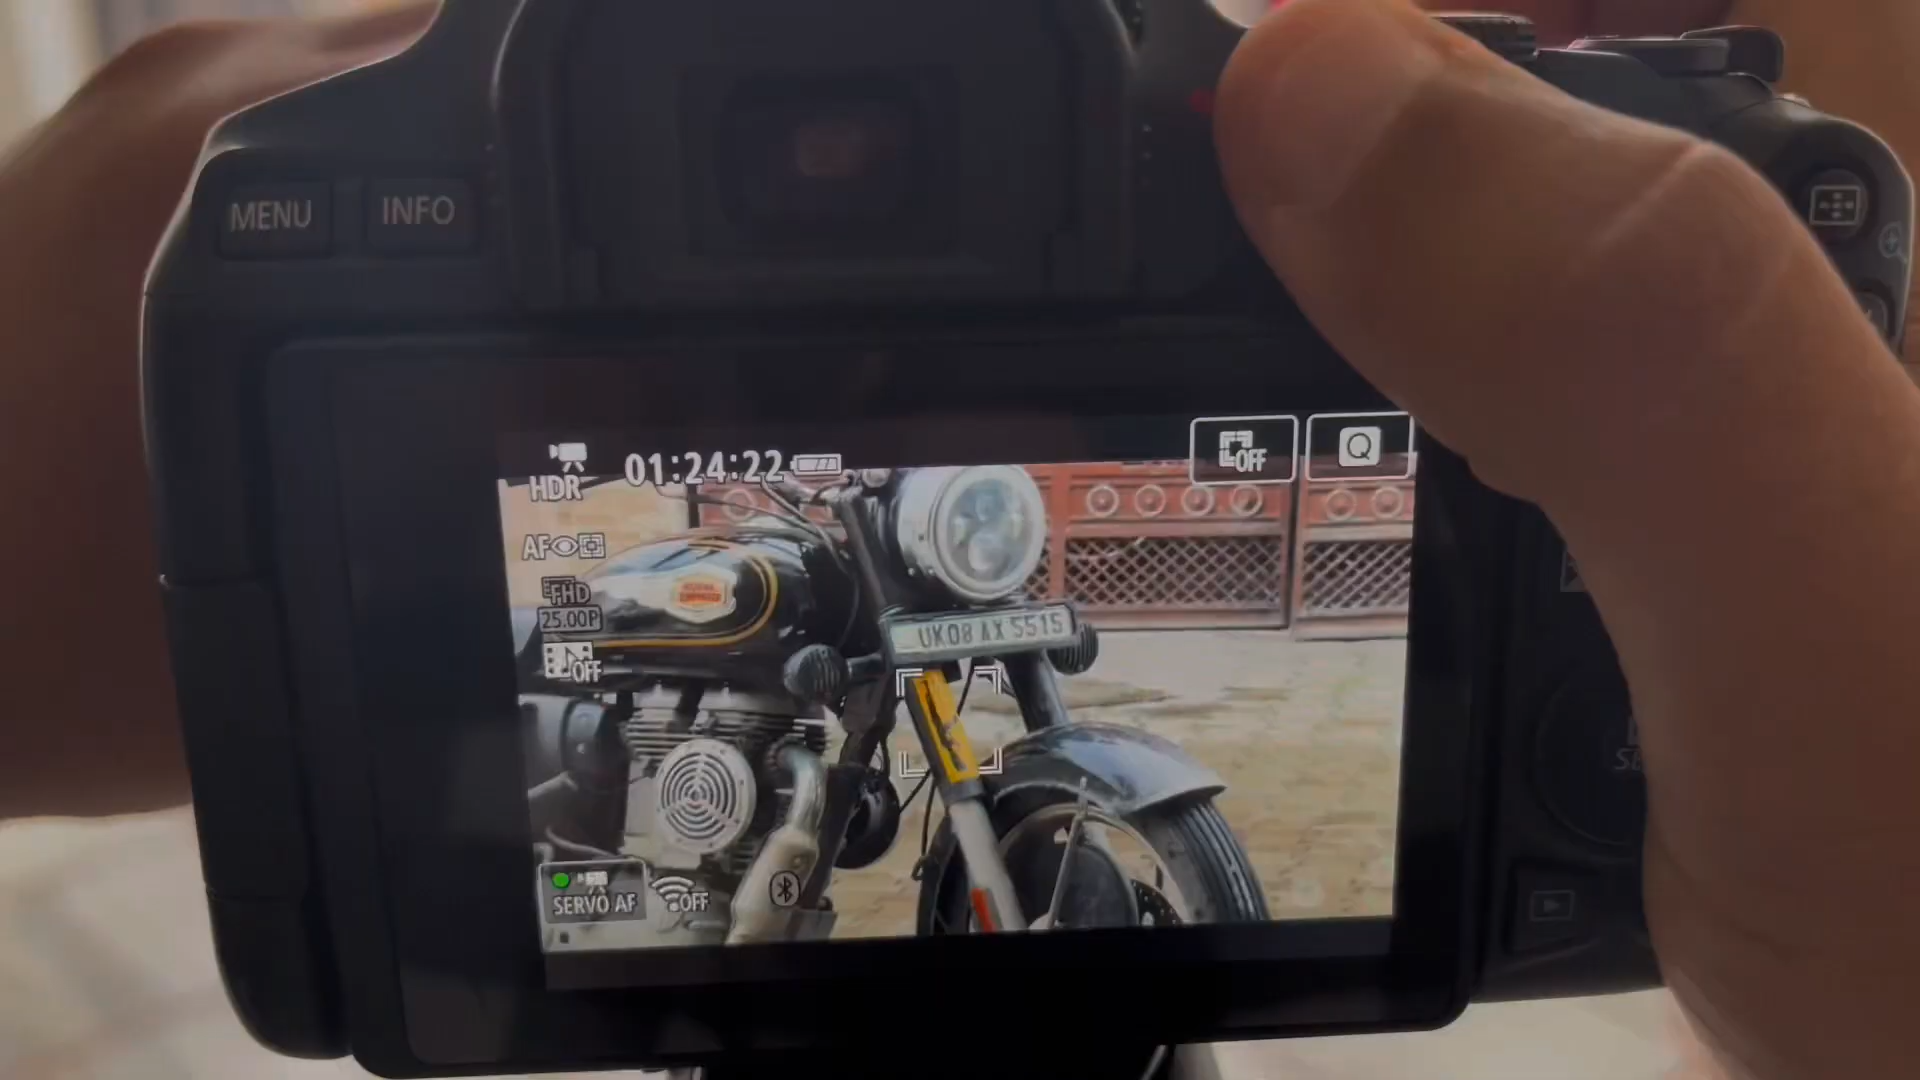 MENU INFO
HDR 01:24:22 OFF Q
AF
FHD
25.00P
OFF
UK08 AX 5515
SERVO AF OFF